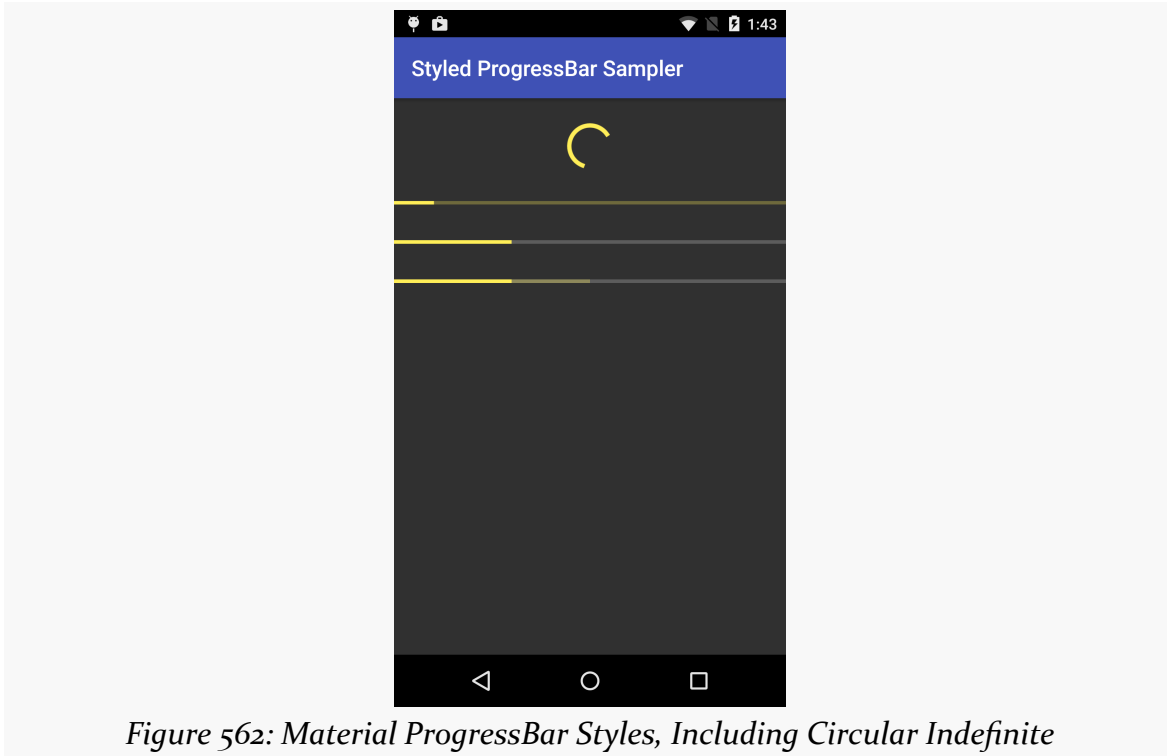 1:43
Styled ProgressBar Sampler
Figure 562: Material ProgressBar Styles, Including Circular Indefinite